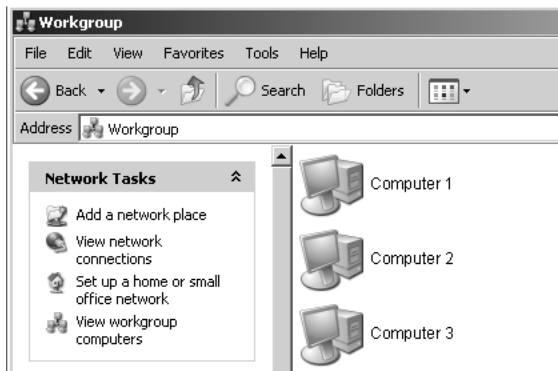 Workgroup
File Edit View Favorites Tools Help
Back Search Folders
Address Workgroup
Network Tasks
Add a network place
View network
connections
Set up a home or small
office network
View workgroup
computers
Computer 1
Computer 2
Computer 3